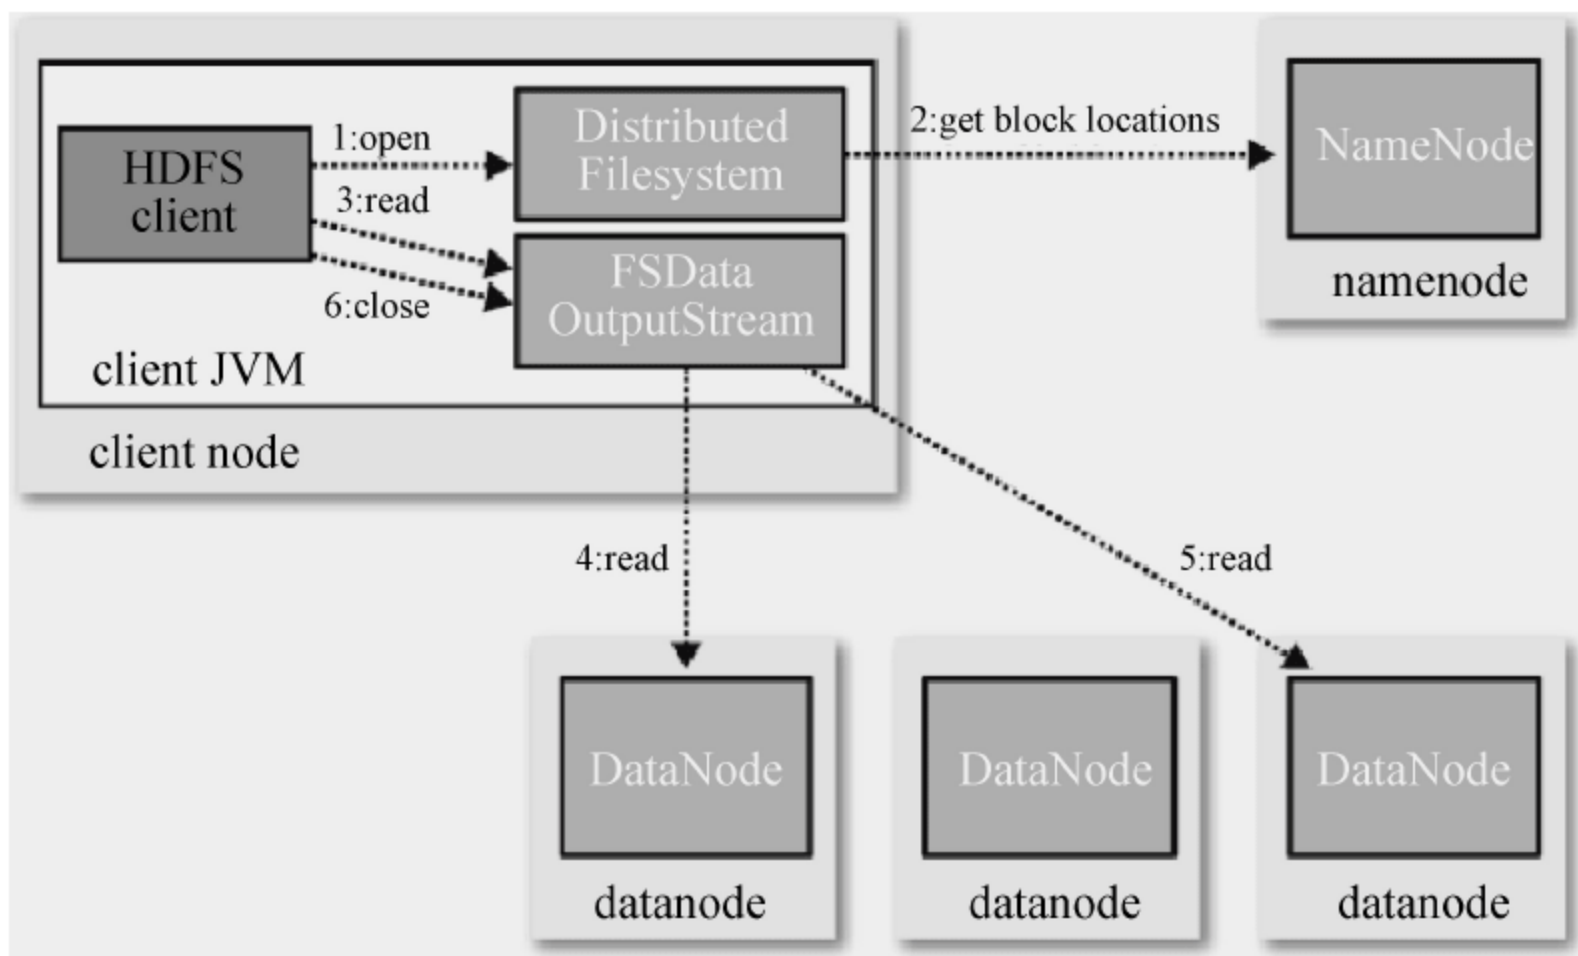 1:open
HDFS
client
3:read
6:close
Distributed
Filesystem
FSData
OutputStream
client JVM
client node
2:get block locations
NameNode
namenode
4:read
5:read
DataNode
datanode
DataNode
datanode
DataNode
datanode